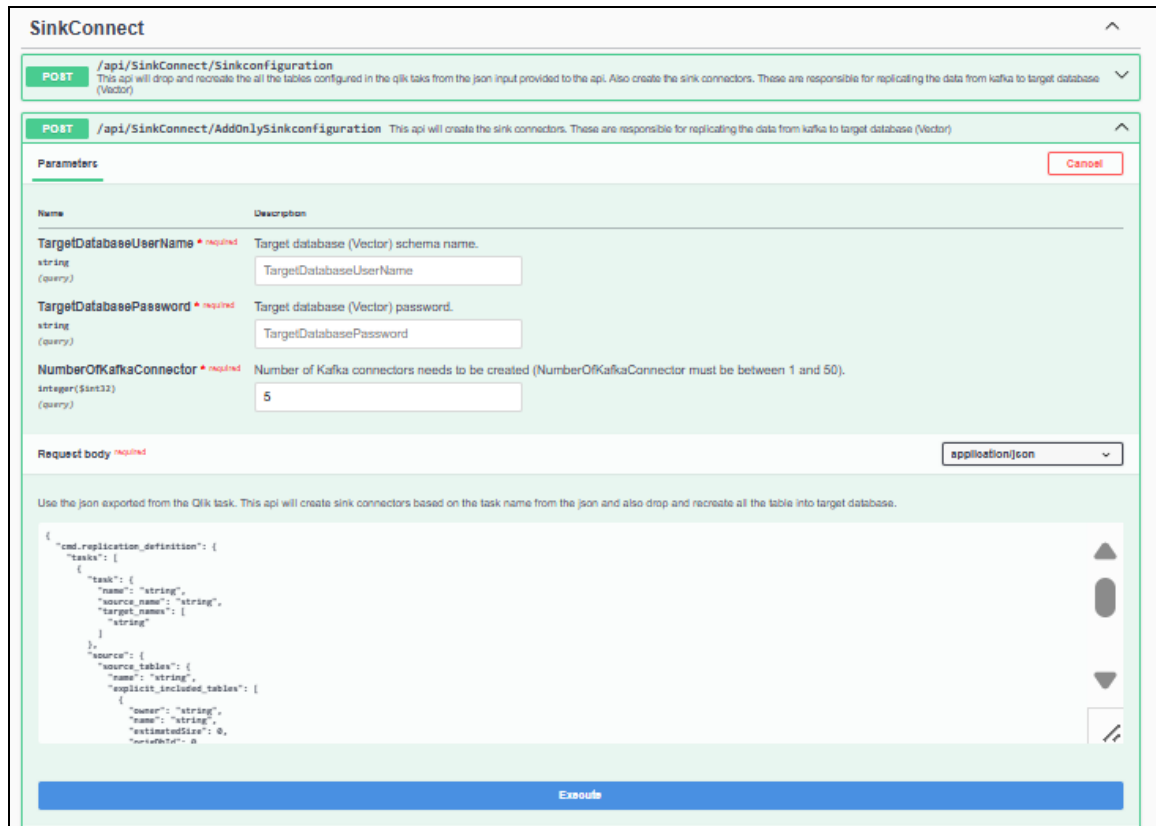 SinkConnect
POST /api/SinkConnect/Sinkconfiguration
This api will drop and recreate the all the tables configured in the qlik taks from the json input provided to the api. Also create the sink connectors. These are responsible for replicating the data from kafka to target database
(Vector)
POST /api/SinkConnect/AddOnlySinkconfiguration This api will create the sink connectors. These are responsible for replicating the data from kafka to target database (Vector)
Parameters
Cancel
Name Description
TargetDatabaseUserName * required Target database (Vector) schema name.
string
(query)
TargetDatabaseUserName
TargetDatabasePassword * required Target database (Vector) password.
string
(query)
TargetDatabasePassword
NumberOfKafkaConnector * required Number of Kafka connectors needs to be created (NumberOfKafkaConnector must be between 1 and 50).
integer($int32)
(query)
5
Request body required application/json
Use the json exported from the Qlik task. This api will create sink connectors based on the task name from the json and also drop and recreate all the table into target database.
{
"cmd.replication_definition": {
"tasks": [
{
"task": {
"name": "string",
"source_name": "string",
"target_names": [
"string"
]
},
"source": {
"source_tables": {
"name": "string",
"explicit_included_tables": [
{
"owner": "string",
"name": "string",
"estimatedSize": 0,
"origDbId": 0
Execute